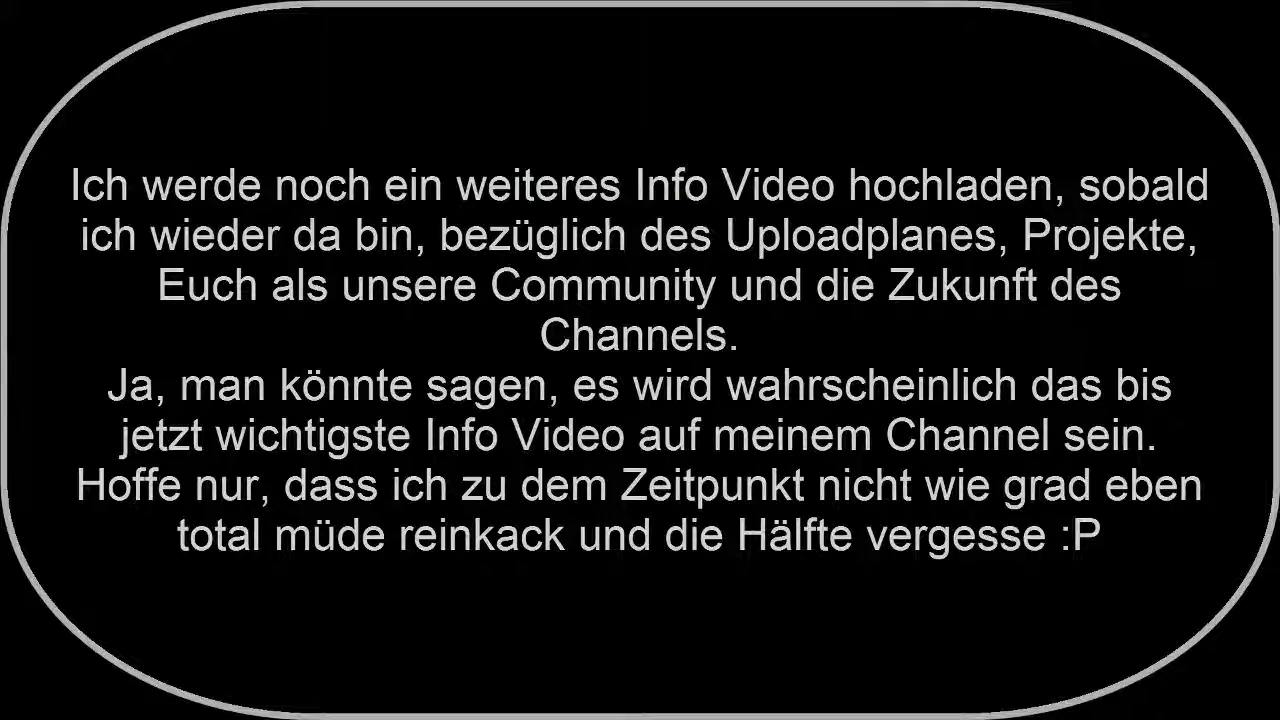 Ich werde noch ein weiteres Info Video hochladen, sobald
ich wieder da bin, bezüglich des Uploadplanes, Projekte,
Euch als unsere Community und die Zukunft des
Channels.
Ja, man könnte sagen, es wird wahrscheinlich das bis
jetzt wichtigste Info Video auf meinem Channel sein.
Hoffe nur, dass ich zu dem Zeitpunkt nicht wie grad eben
total müde reinkack und die Hälfte vergesse :P